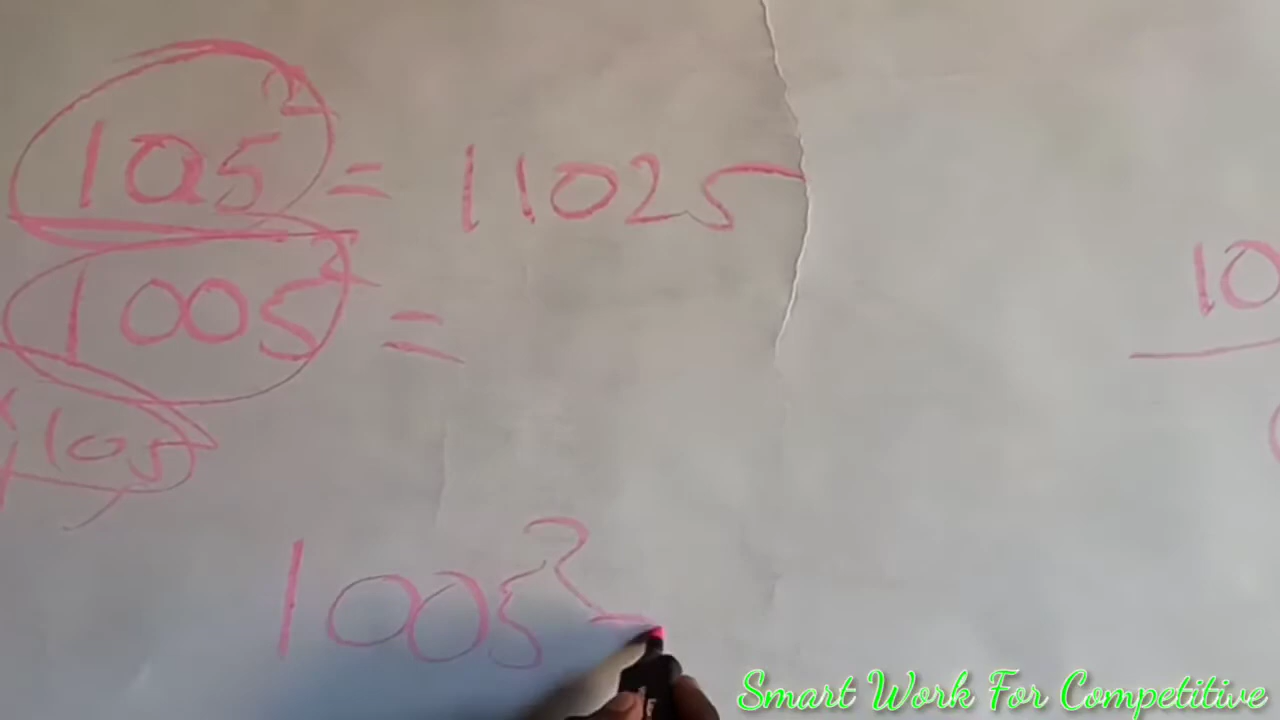 105² = 11025
1005² =
10
105
1005²
Smart Work For Competitive